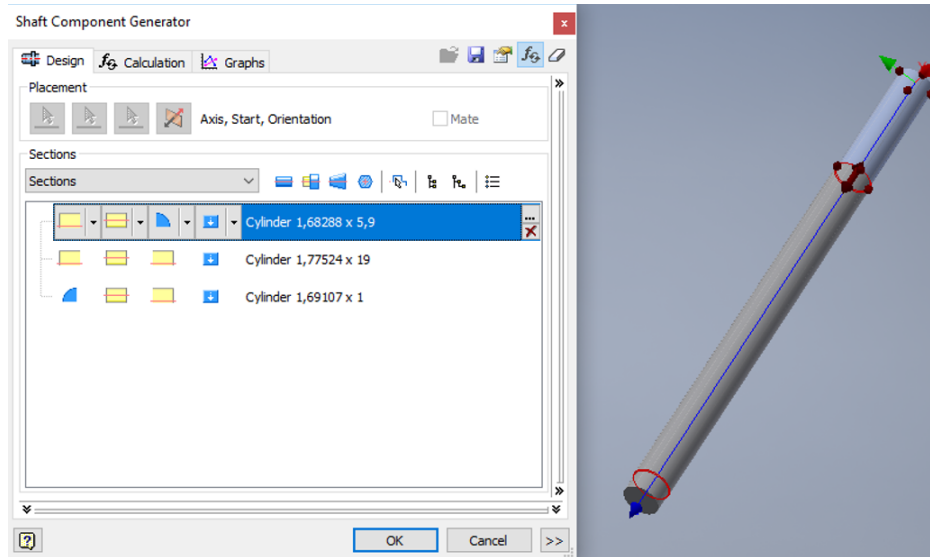 Shaft Component Generator
x
Design
Calculation
Graphs
Placement
Axis, Start, Orientation
Mate
Sections
Sections
Cylinder 1,68288 x 5,9
Cylinder 1,77524 x 19
Cylinder 1,69107 x 1
?
OK
Cancel
>>